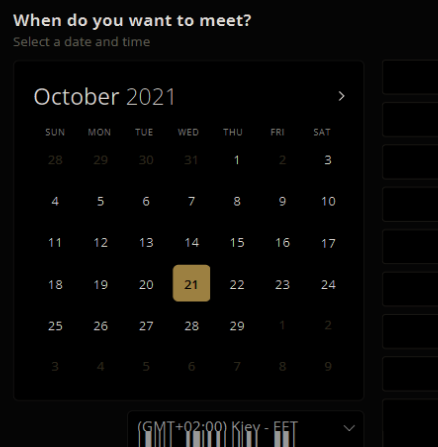 When do you want to meet?
Select a date and time
October 2021
SUN MON TUE WED THU FRI SAT
28 29 30 31 1 2 3
4 5 6 7 8 9 10
11 12 13 14 15 16 17
18 19 20 21 22 23 24
25 26 27 28 29 1 2
3 4 5 6 7 8 9
(GMT+02:00) Kiev - EET